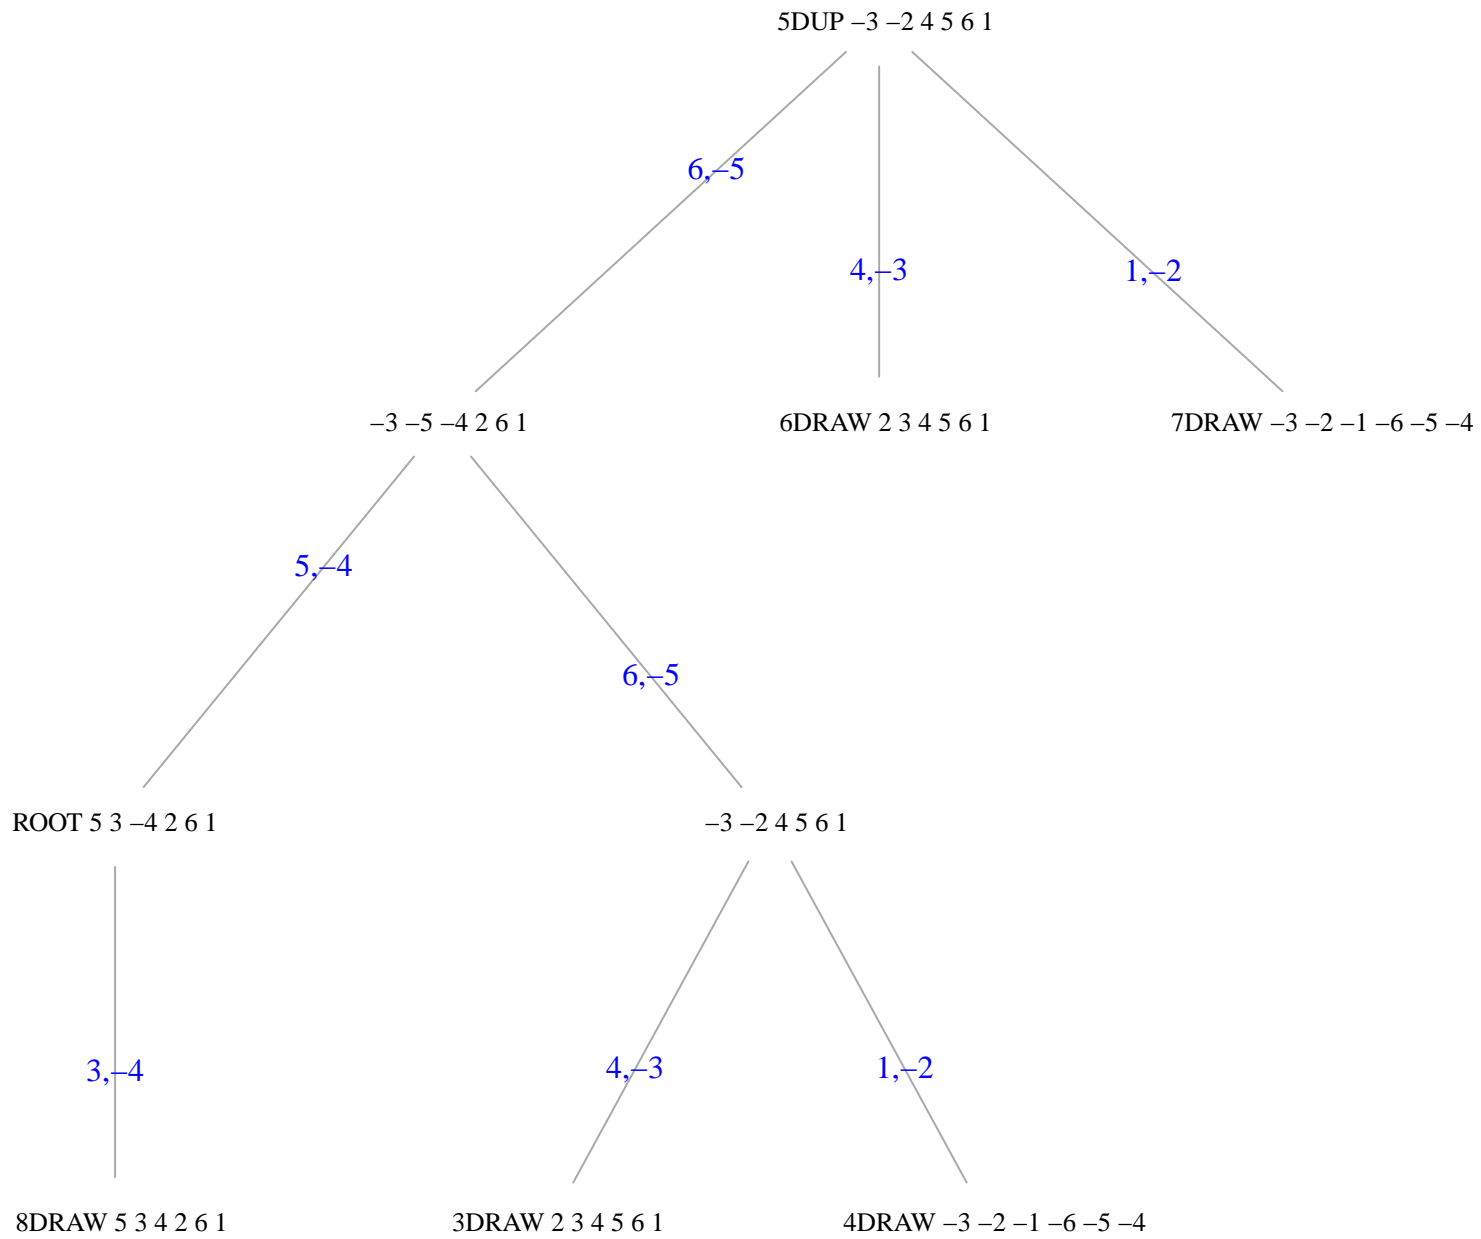 5DUP –3 –2 4 5 6 1
6,–5
4,–3
1,–2
–3 –5 –4 2 6 1
6DRAW 2 3 4 5 6 1
7DRAW –3 –2 –1 –6 –5 –4
5,–4
6,–5
ROOT 5 3 –4 2 6 1
–3 –2 4 5 6 1
3,–4
4,–3
1,–2
8DRAW 5 3 4 2 6 1
3DRAW 2 3 4 5 6 1
4DRAW –3 –2 –1 –6 –5 –4